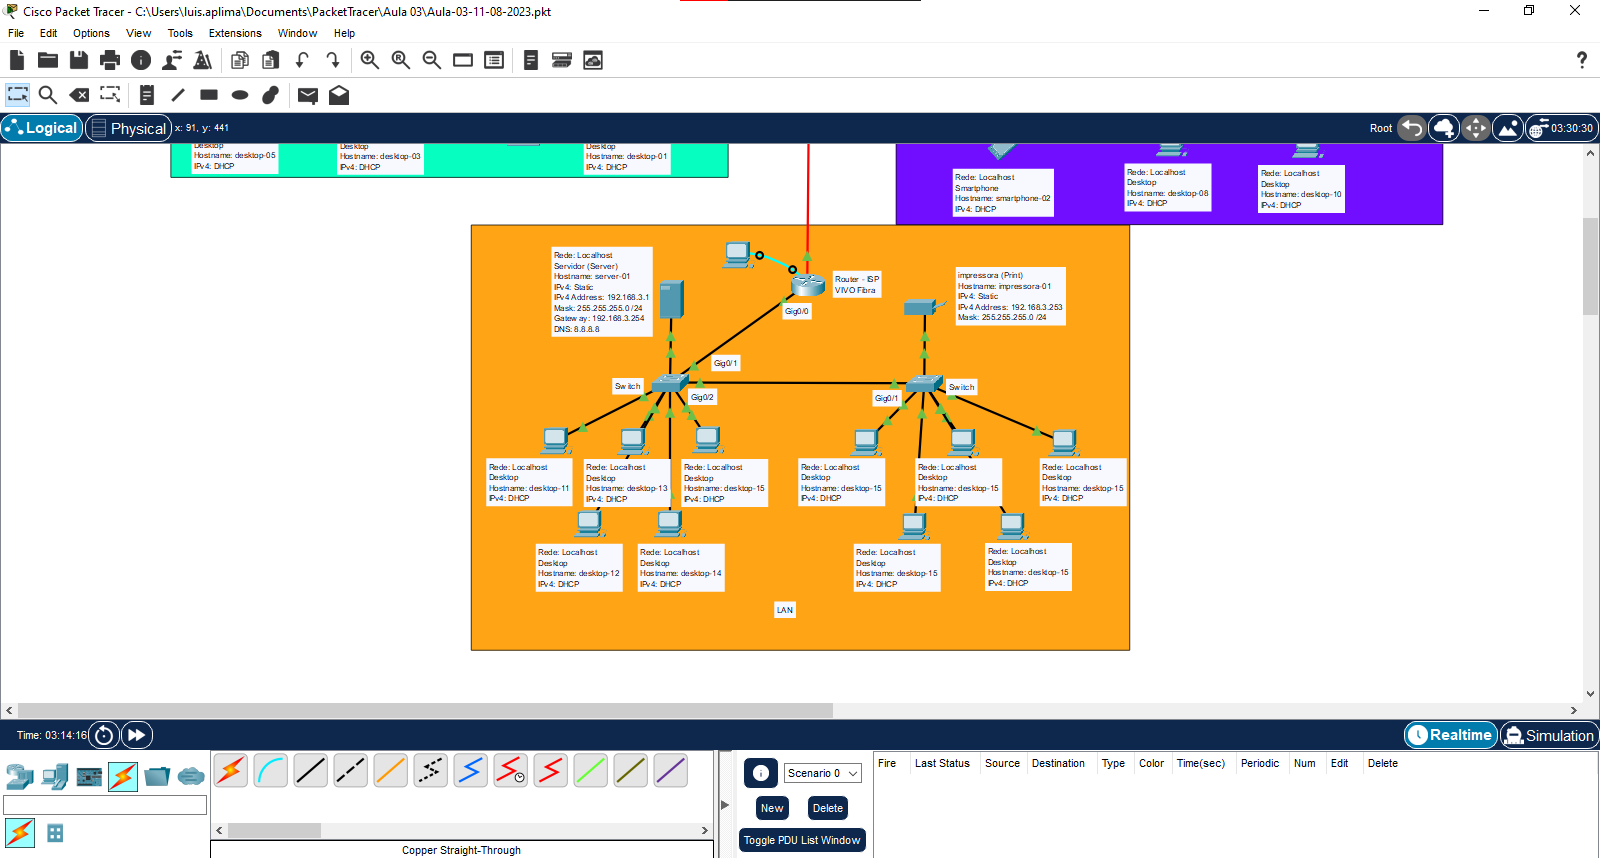 Cisco Packet Tracer - C:\Users\luis.aplima\Documents\PacketTracer\Aula 03\Aula-03-11-08-2023.pkt
File Edit Options View Tools Extensions Window Help
?
Logical
Physical
x: 91, y: 441
Root
03:30:30
Desktop
Hostname: desktop-05
IPv4: DHCP
Desktop
Hostname: desktop-03
IPv4: DHCP
Desktop
Hostname: desktop-01
IPv4: DHCP
Rede: Localhost
Smartphone
Hostname: smartphone-02
IPv4: DHCP
Rede: Localhost
Desktop
Hostname: desktop-08
IPv4: DHCP
Rede: Localhost
Desktop
Hostname: desktop-10
IPv4: DHCP
Rede: Localhost
Servidor (Server)
Hostname: server-01
IPv4: Static
IPv4 Address: 192.168.3.1
Mask: 255.255.255.0 /24
Gateway: 192.168.3.254
DNS: 8.8.8.8
Router - ISP
VIVO Fibra
Gig0/0
impressora (Print)
Hostname: impressora-01
IPv4: Static
IPv4 Address: 192.168.3.253
Mask: 255.255.255.0 /24
Gig0/1
Switch
Gig0/2
Gig0/1
Switch
Rede: Localhost
Desktop
Hostname: desktop-11
IPv4: DHCP
Rede: Localhost
Desktop
Hostname: desktop-13
IPv4: DHCP
Rede: Localhost
Desktop
Hostname: desktop-15
IPv4: DHCP
Rede: Localhost
Desktop
Hostname: desktop-15
IPv4: DHCP
Rede: Localhost
Desktop
Hostname: desktop-15
IPv4: DHCP
Rede: Localhost
Desktop
Hostname: desktop-15
IPv4: DHCP
Rede: Localhost
Desktop
Hostname: desktop-12
IPv4: DHCP
Rede: Localhost
Desktop
Hostname: desktop-14
IPv4: DHCP
Rede: Localhost
Desktop
Hostname: desktop-15
IPv4: DHCP
Rede: Localhost
Desktop
Hostname: desktop-15
IPv4: DHCP
LAN
Time: 03:14:16
Realtime
Simulation
Scenario 0
New
Delete
Toggle PDU List Window
Fire Last Status Source Destination Type Color Time(sec) Periodic Num Edit Delete
Copper Straight-Through